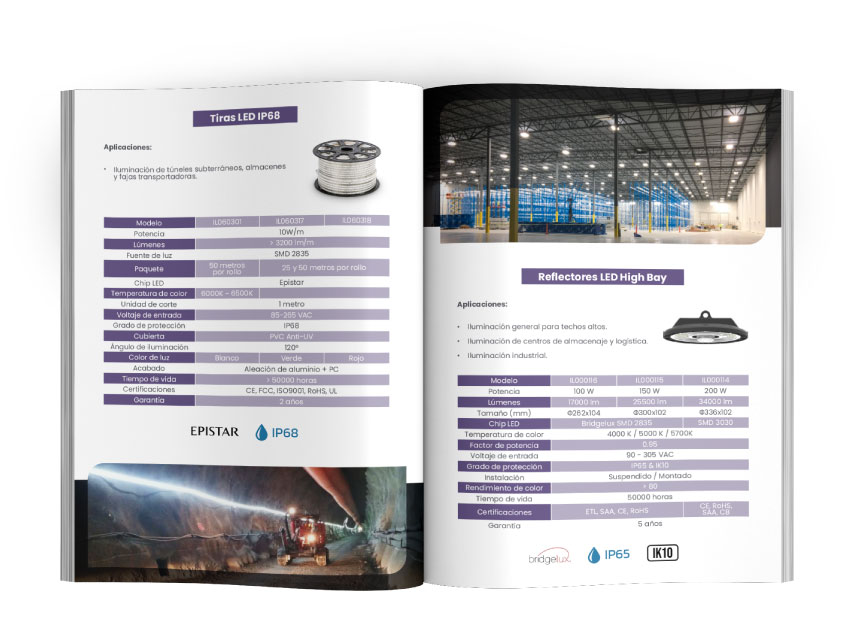 Tiras LED IP68
Aplicaciones:
• Iluminación de túneles subterráneos, almacenes
y fajas transportadoras.
Modelo IL060301 IL060317 IL060318
Potencia 10W/m
Lúmenes > 3200 lm/m
Fuente de luz SMD 2835
Paquete 50 metros por rollo 25 y 50 metros por rollo
Chip LED Epistar
Temperatura de color 6000K - 6500K
Unidad de corte 1 metro
Voltaje de entrada 85-265 VAC
Grado de protección IP68
Cubierta PVC Anti-UV
Ángulo de iluminación 120°
Color de luz Blanco Verde Rojo
Acabado Aleación de aluminio + PC
Tiempo de vida > 50000 horas
Certificaciones CE, FCC, ISO9001, RoHS, UL
Garantía 2 años
EPISTAR IP68
Reflectores LED High Bay
Aplicaciones:
• Iluminación general para techos altos.
• Iluminación de centros de almacenaje y logística.
• Iluminación industrial.
Modelo IL000116 IL000115 IL000114
Potencia 100 W 150 W 200 W
Lúmenes 17000 lm 25500 lm 34000 lm
Tamaño (mm) Φ262x104 Φ300x102 Φ336x102
Chip LED Bridgelux SMD 2835 SMD 3030
Temperatura de color 4000 K / 5000 K / 5700K
Factor de potencia 0.95
Voltaje de entrada 90 - 305 VAC
Grado de protección IP65 & IK10
Instalación Suspendido / Montado
Rendimiento de color > 80
Tiempo de vida 50000 horas
Certificaciones ETL, SAA, CE, RoHS CE, RoHS, SAA, CB
Garantía 5 años
bridgelux IP65 IK10